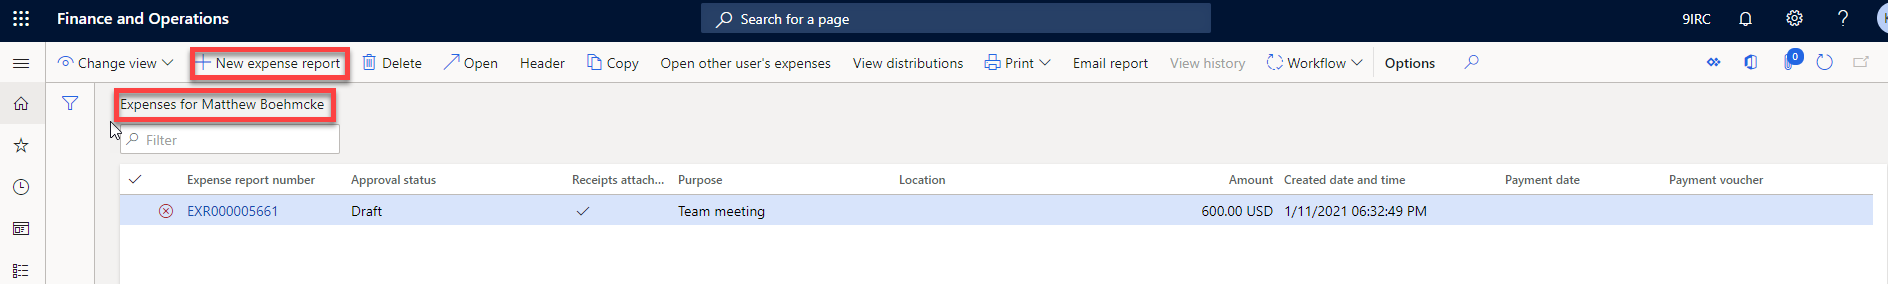 Finance and Operations
Search for a page
9IRC
?
Change view
New expense report
Delete
Open
Header
Copy
Open other user's expenses
View distributions
Print
Email report
View history
Workflow
Options
0
Expenses for Matthew Boehmcke
Filter
Expense report number Approval status Receipts attach... Purpose Location Amount Created date and time Payment date Payment voucher
EXR000005661 Draft Team meeting 600.00 USD 1/11/2021 06:32:49 PM